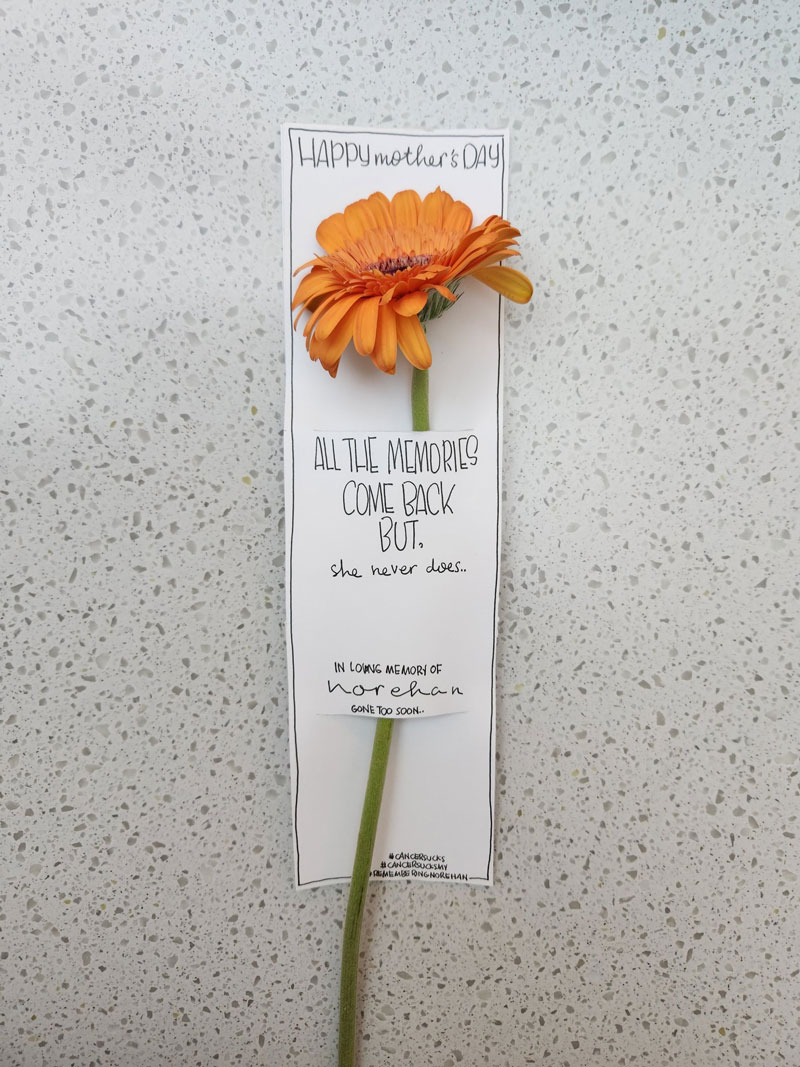 HAPPY mother's DAY
ALL THE MEMORIES
COME BACK
BUT,
she never does..
IN LOVING MEMORY OF
norehan
GONE TOO SOON..
#CANCERSUCKS
#CANCERSUCKSMY
#REMEMBERINGNOREHAN